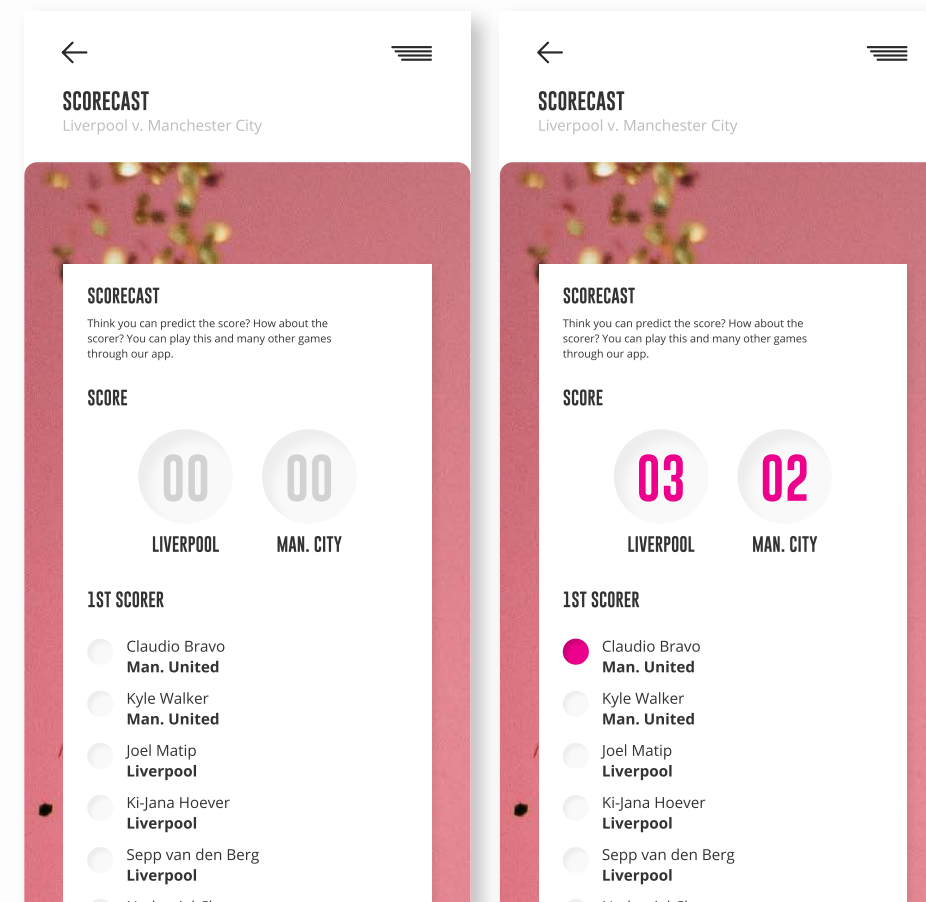 SCORECAST
Liverpool v. Manchester City
SCORECAST
Think you can predict the score? How about the
scorer? You can play this and many other games
through our app.
SCORE
00 00
LIVERPOOL MAN. CITY
1ST SCORER
Claudio Bravo
Man. United
Kyle Walker
Man. United
Joel Matip
Liverpool
Ki-Jana Hoever
Liverpool
Sepp van den Berg
Liverpool
SCORECAST
Liverpool v. Manchester City
SCORECAST
Think you can predict the score? How about the
scorer? You can play this and many other games
through our app.
SCORE
03 02
LIVERPOOL MAN. CITY
1ST SCORER
Claudio Bravo
Man. United
Kyle Walker
Man. United
Joel Matip
Liverpool
Ki-Jana Hoever
Liverpool
Sepp van den Berg
Liverpool